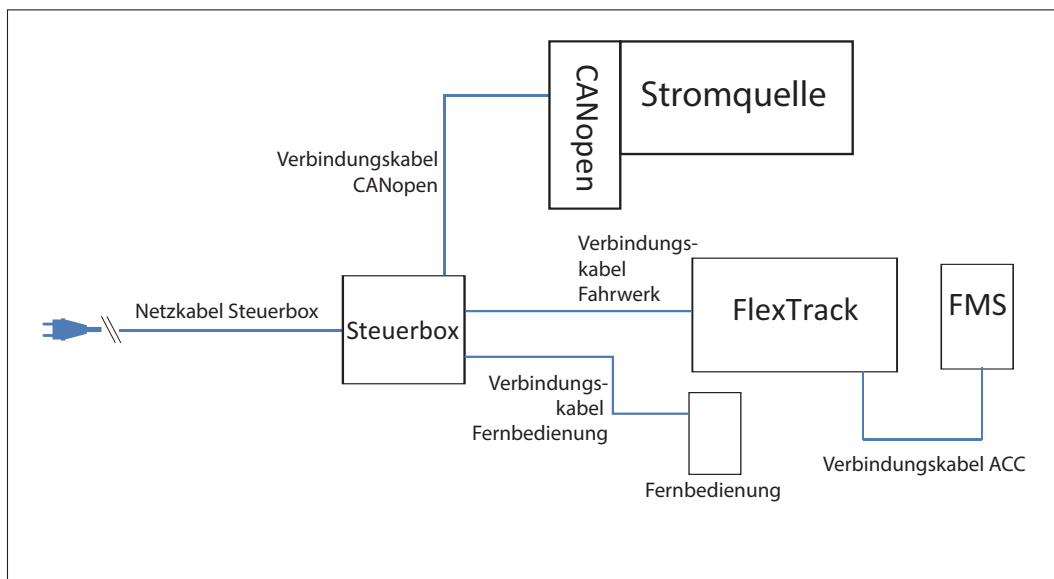 CANopen
Stromquelle
Verbindungskabel
CANopen
Verbindungs-
kabel
Fahrwerk
Netzkabel Steuerbox
Steuerbox
FlexTrack
FMS
Verbindungs-
kabel
Fernbedienung
Verbindungskabel ACC
Fernbedienung